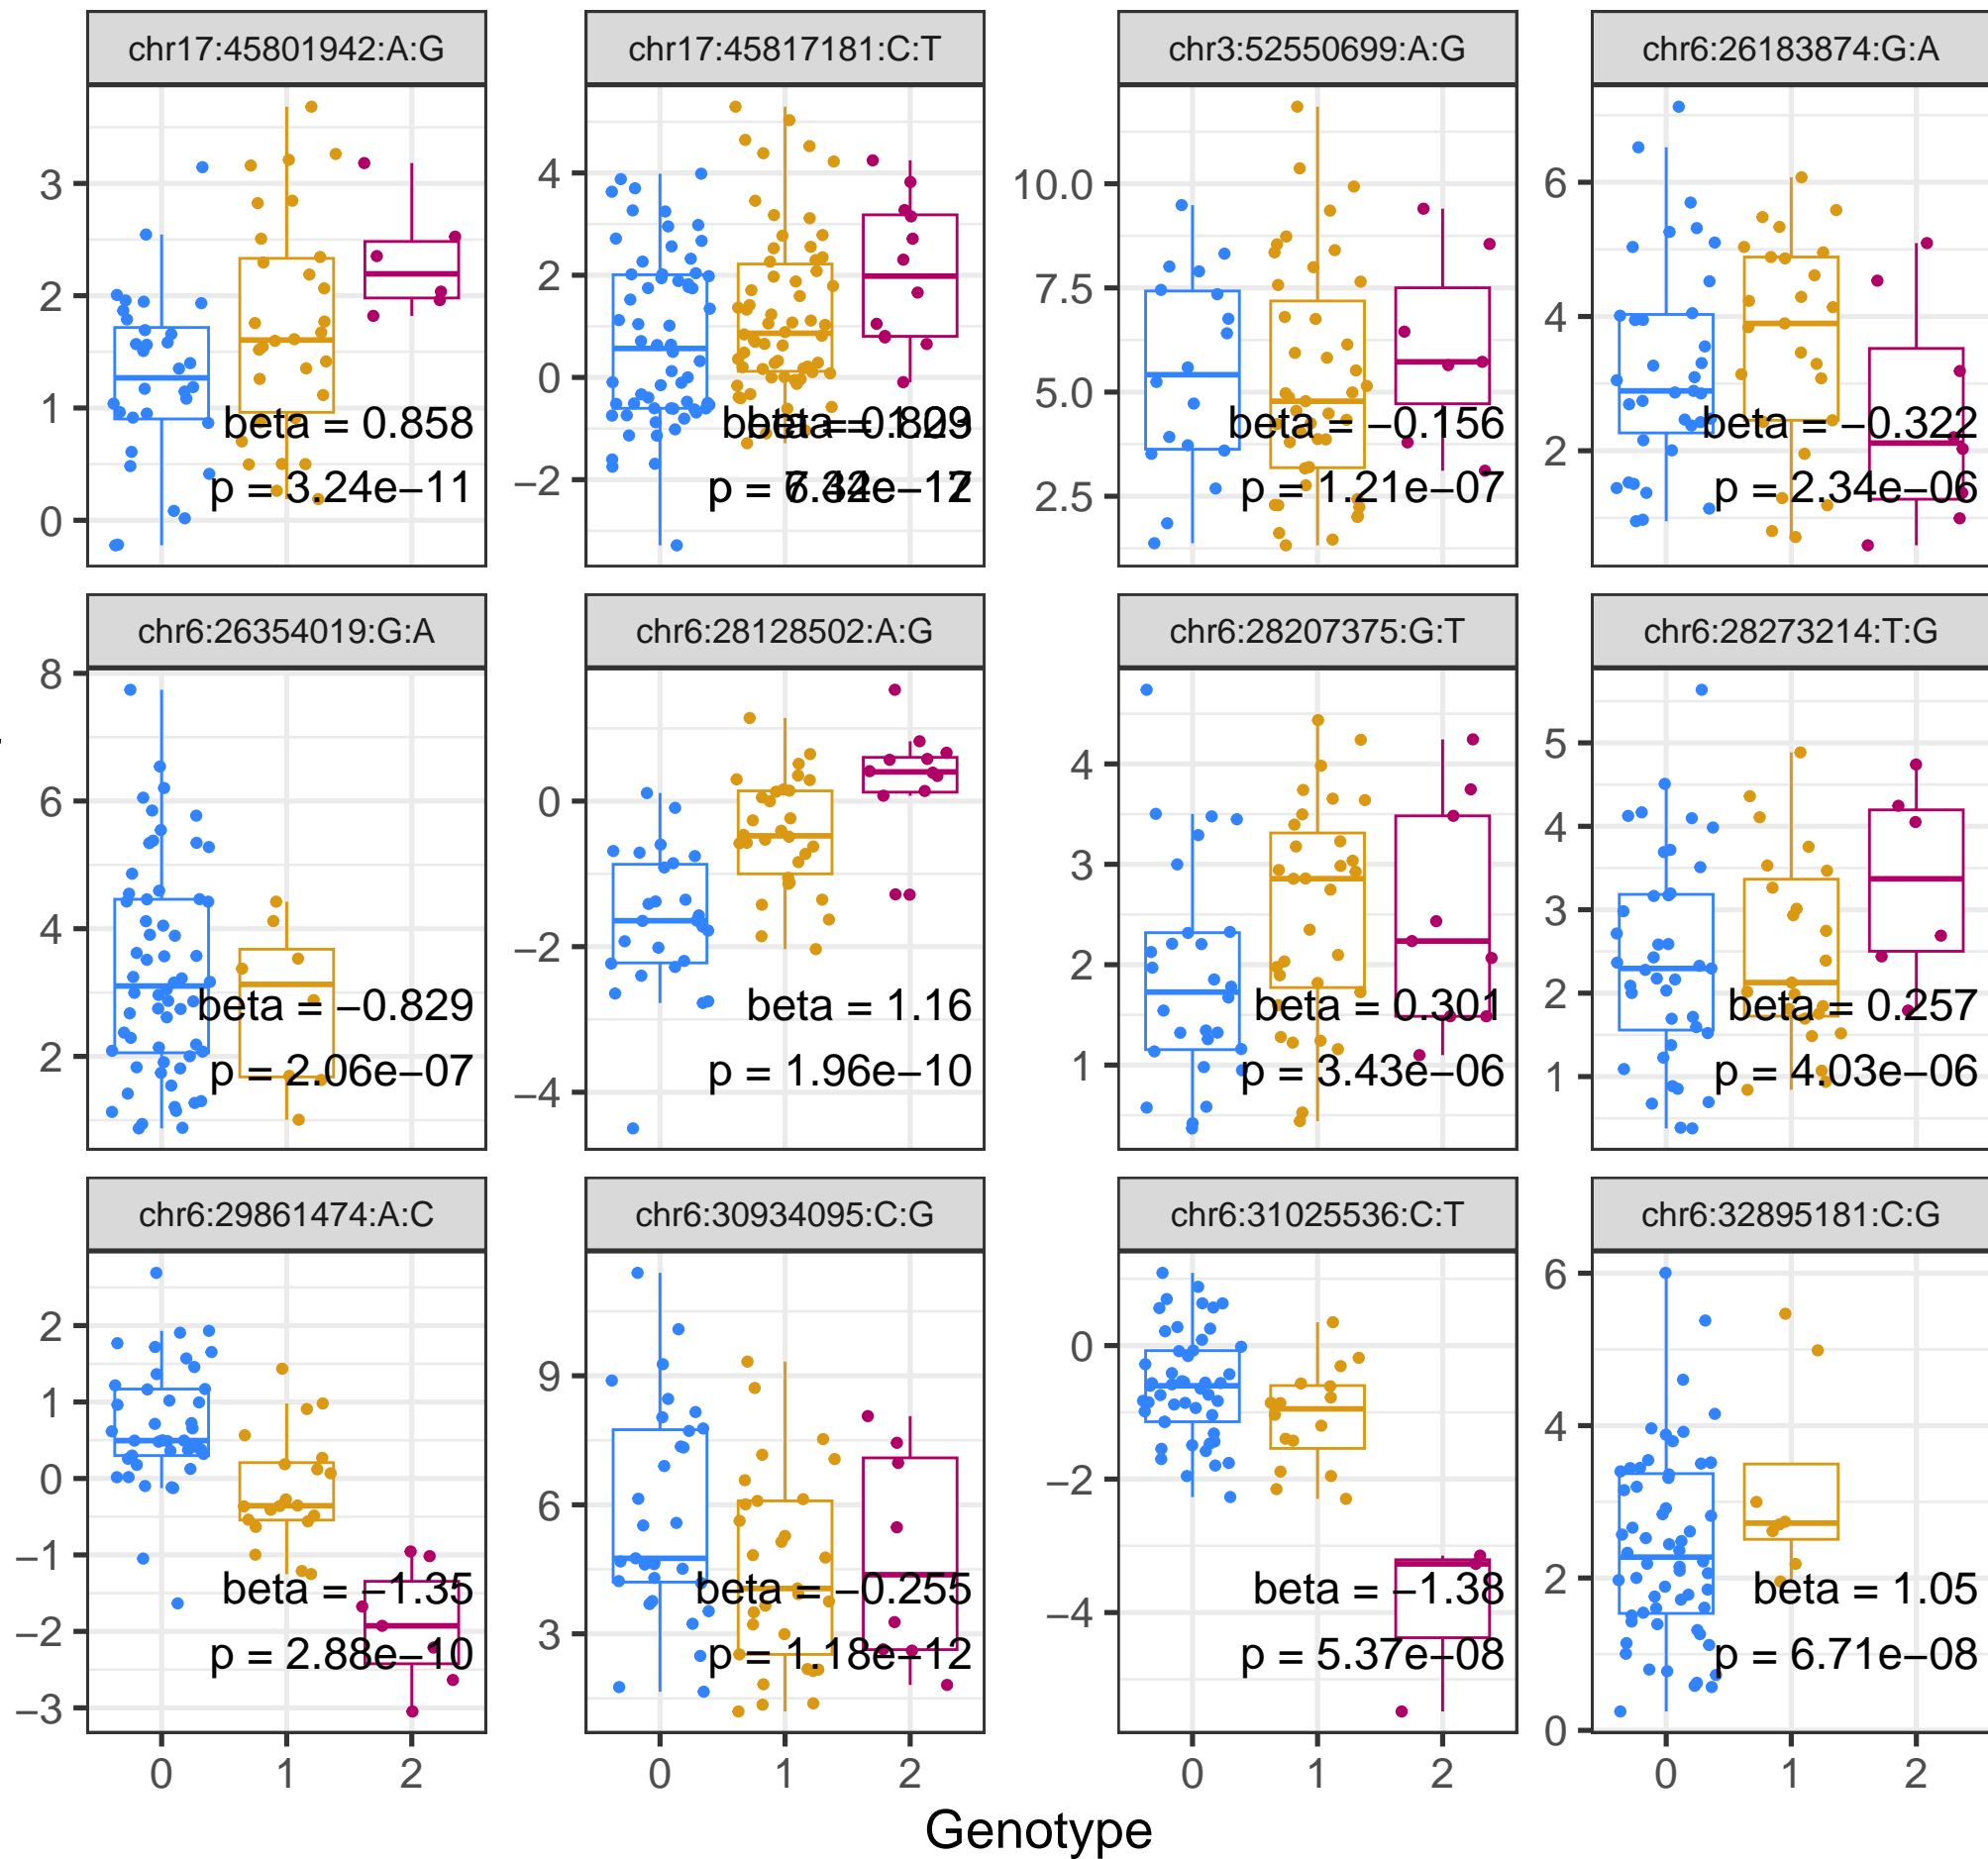 chr17:45801942:A:G
chr17:45817181:C:T
chr3:52550699:A:G
chr6:26183874:G:A
3
2
1
0
beta = 0.858
p = 3.24e−11
4
2
0
−2
10.0
7.5
5.0
2.5
beta = −0.156
p = 1.21e−07
6
4
2
beta = −0.322
p = 2.34e−06
chr6:26354019:G:A
chr6:28128502:A:G
chr6:28207375:G:T
chr6:28273214:T:G
8
6
4
2
beta = −0.829
p = 2.06e−07
0
−2
−4
beta = 1.16
p = 1.96e−10
4
3
2
1
beta = 0.301
p = 3.43e−06
5
4
3
2
1
beta = 0.257
p = 4.03e−06
chr6:29861474:A:C
chr6:30934095:C:G
chr6:31025536:C:T
chr6:32895181:C:G
2
1
0
−1
−2
−3
beta = −1.35
p = 2.88e−10
9
6
3
beta = −0.255
p = 1.18e−12
0
−2
−4
beta = −1.38
p = 5.37e−08
6
4
2
0
beta = 1.05
p = 6.71e−08
0 1 2
0 1 2
0 1 2
0 1 2
Genotype